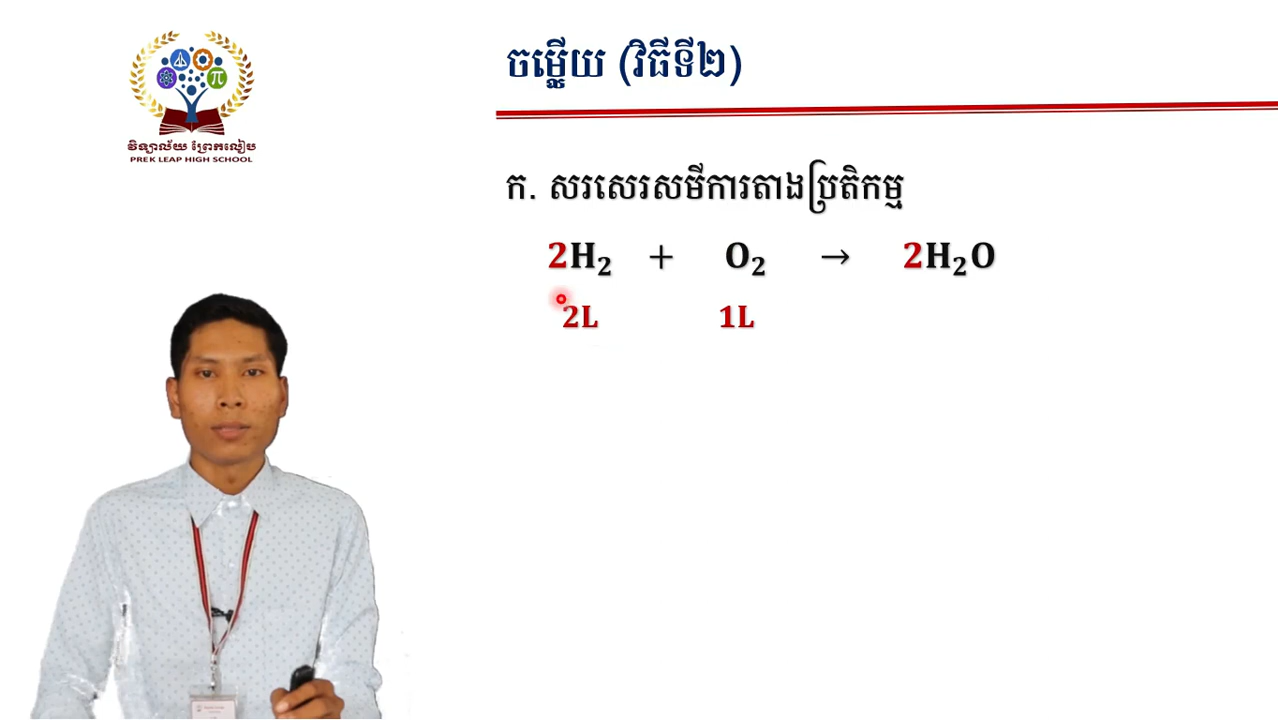 ចម្លើយ (វិធីទី២)
វិទ្យាល័យ ព្រែកលៀប
PREK LEAP HIGH SCHOOL
ក. សរសេរសមីការតាងប្រតិកម្ម
2H₂ + O₂ → 2H₂O
2L 1L